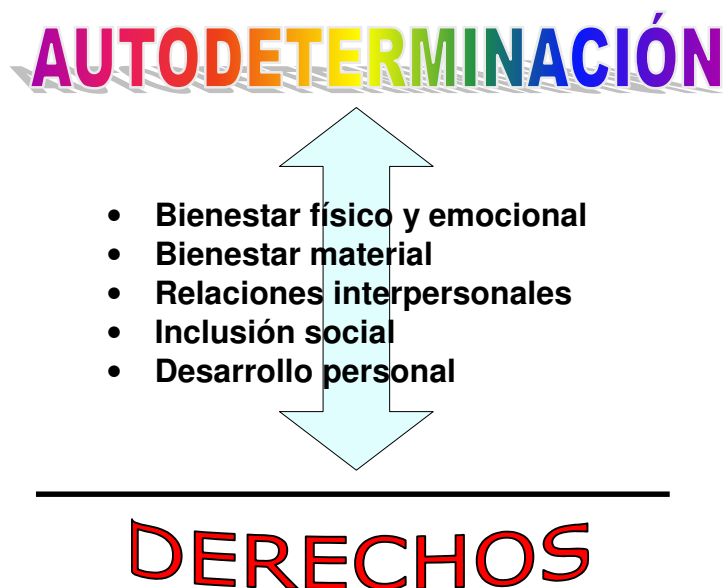 AUTODETERMINACIÓN
• Bienestar físico y emocional
• Bienestar material
• Relaciones interpersonales
• Inclusión social
• Desarrollo personal
DERECHOS